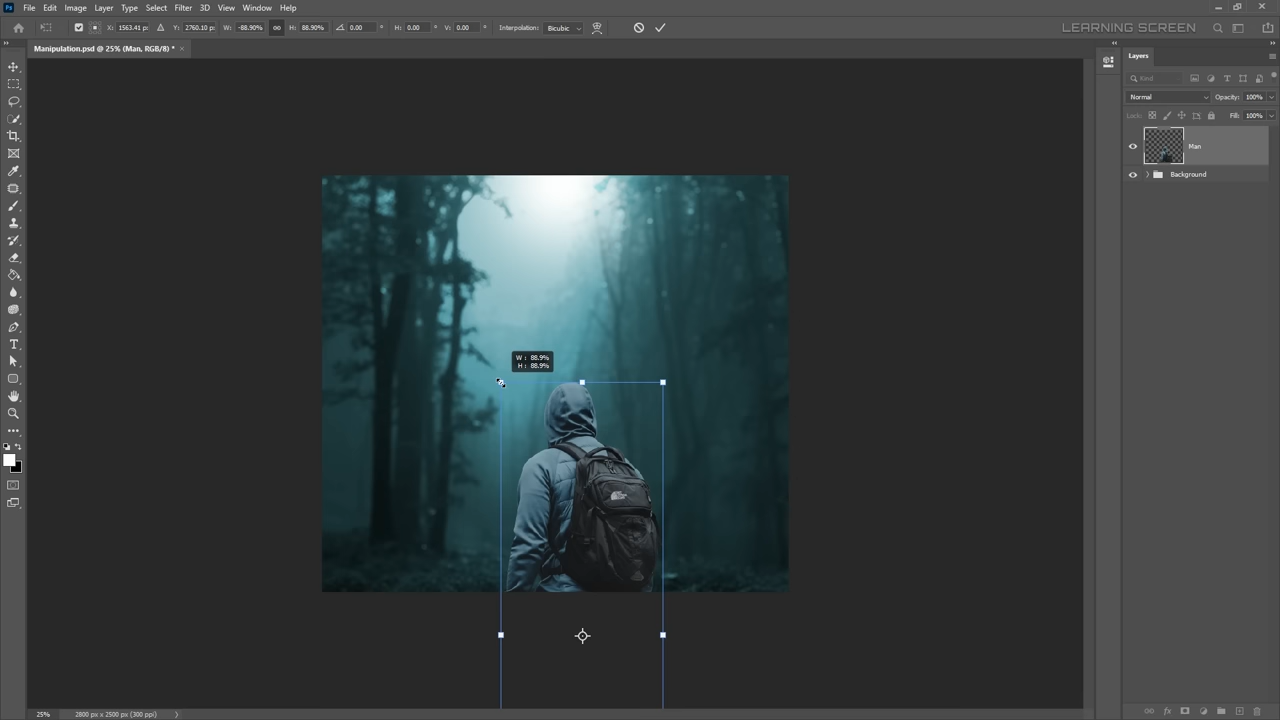 Ps File Edit Image Layer Type Select Filter 3D View Window Help
X: 1563.41 p Y: 2760.10 p W: -88.90% H: 88.90% 0.00 ° H: 0.00 ° V: 0.00 ° Interpolation: Bicubic
LEARNING SCREEN
Manipulation.psd @ 25% (Man, RGB/8) * ×
Layers
Kind
Normal Opacity: 100%
Lock: Fill: 100%
Man
Background
W : 88.9%
H : 88.9%
25% 2800 px x 2500 px (300 ppi)